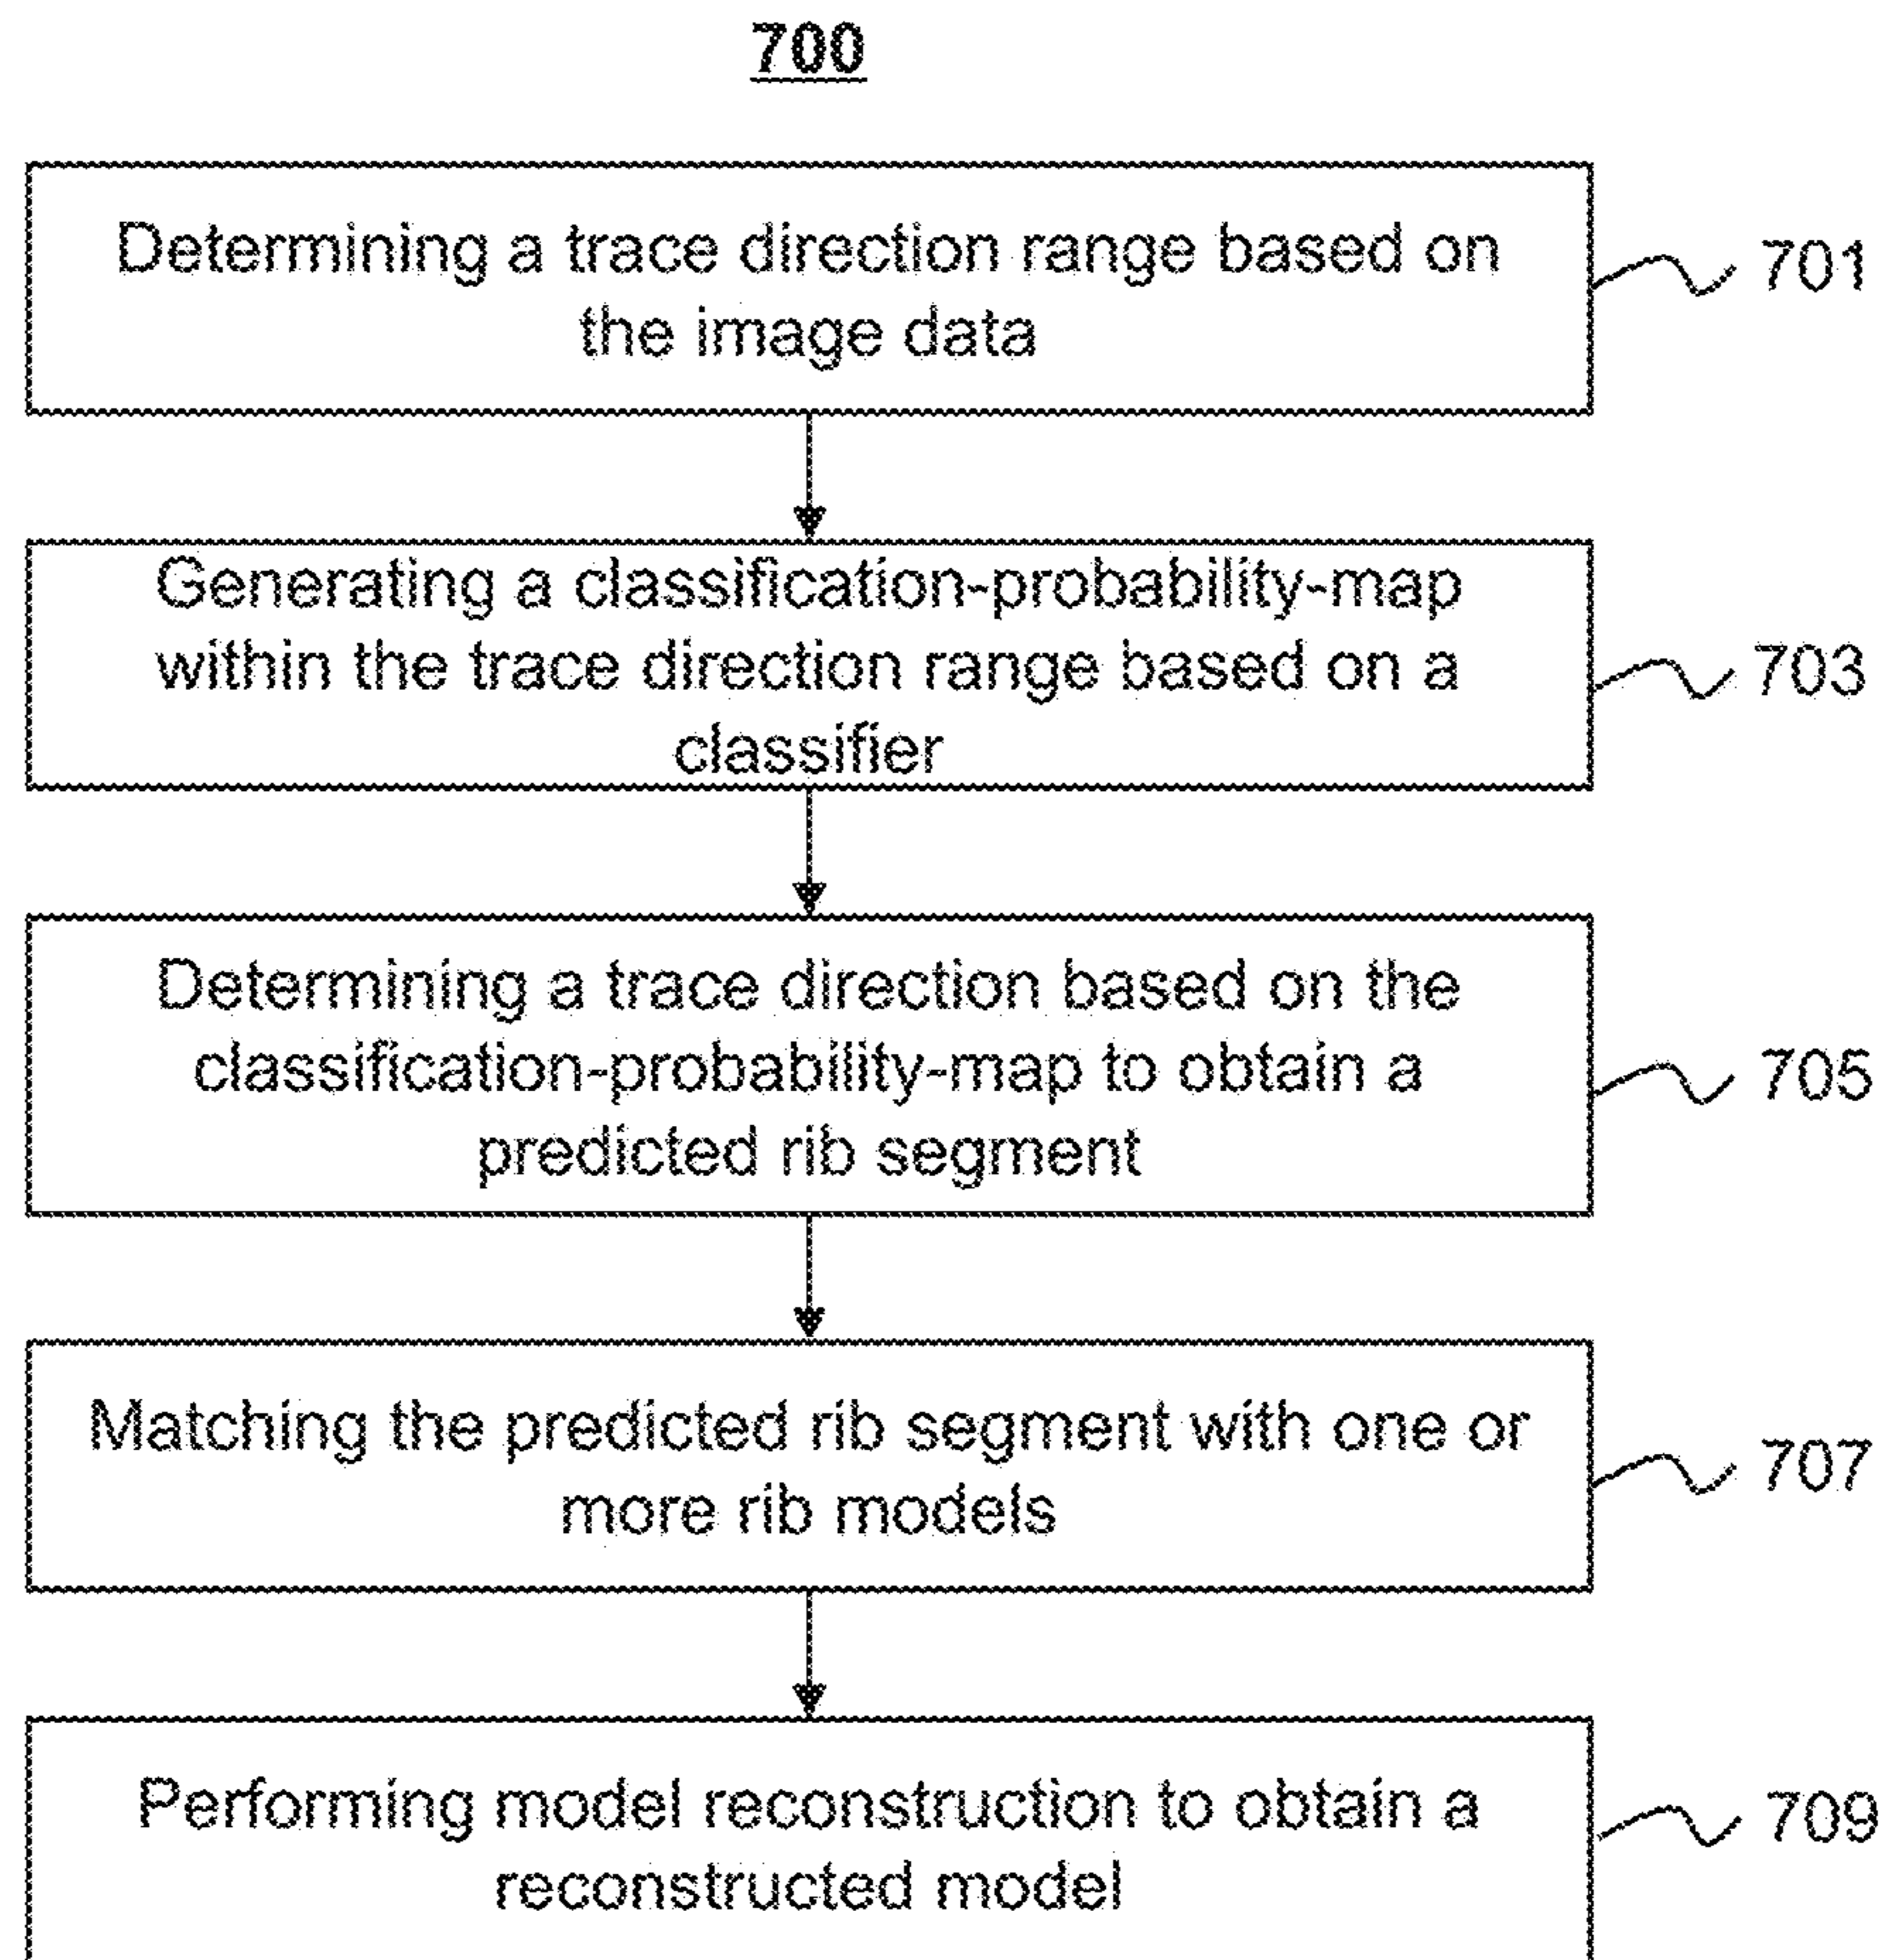 700
Determining a trace direction range based on
the image data
701
Generating a classification-probability-map
within the trace direction range based on a
classifier
703
Determining a trace direction based on the
classification-probability-map to obtain a
predicted rib segment
705
Matching the predicted rib segment with one or
more rib models
707
Performing model reconstruction to obtain a
reconstructed model
709